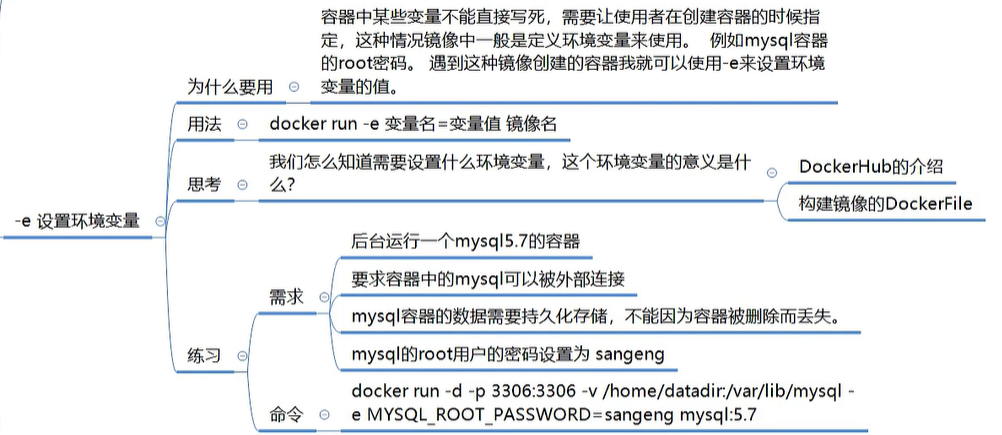 -e 设置环境变量
为什么要用
容器中某些变量不能直接写死，需要让使用者在创建容器的时候指
定，这种情况镜像中一般是定义环境变量来使用。 例如mysql容器
的root密码。 遇到这种镜像创建的容器我就可以使用-e来设置环境
变量的值。
用法
docker run -e 变量名=变量值 镜像名
思考
我们怎么知道需要设置什么环境变量，这个环境变量的意义是什
么？
DockerHub的介绍
构建镜像的DockerFile
练习
需求
后台运行一个mysql5.7的容器
要求容器中的mysql可以被外部连接
mysql容器的数据需要持久化存储，不能因为容器被删除而丢失。
mysql的root用户的密码设置为 sangeng
命令
docker run -d -p 3306:3306 -v /home/datadir:/var/lib/mysql -
e MYSQL_ROOT_PASSWORD=sangeng mysql:5.7